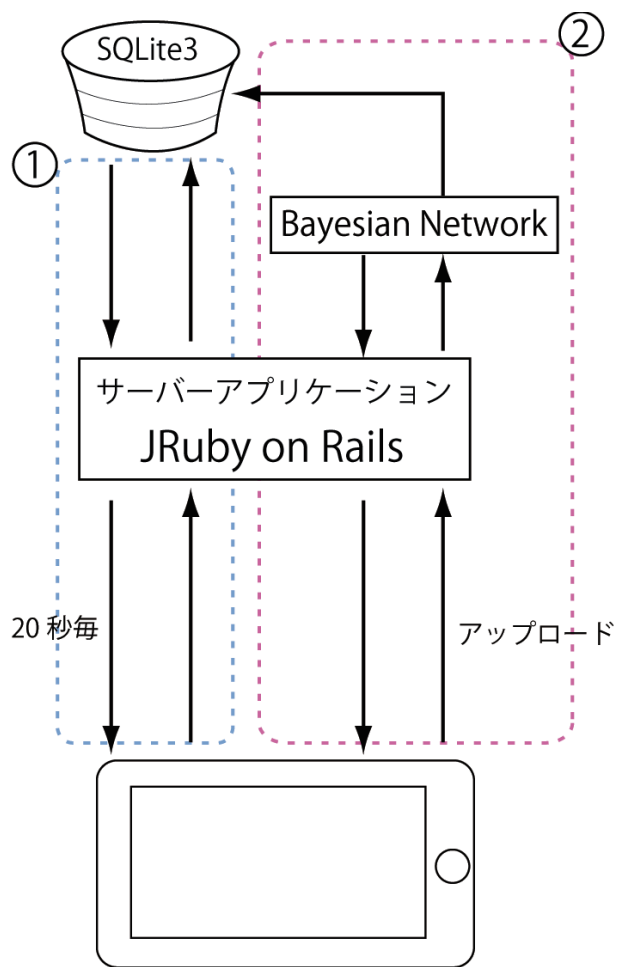 ②
SQLite3
①
Bayesian Network
サーバーアプリケーション
JRuby on Rails
20 秒毎
アップロード